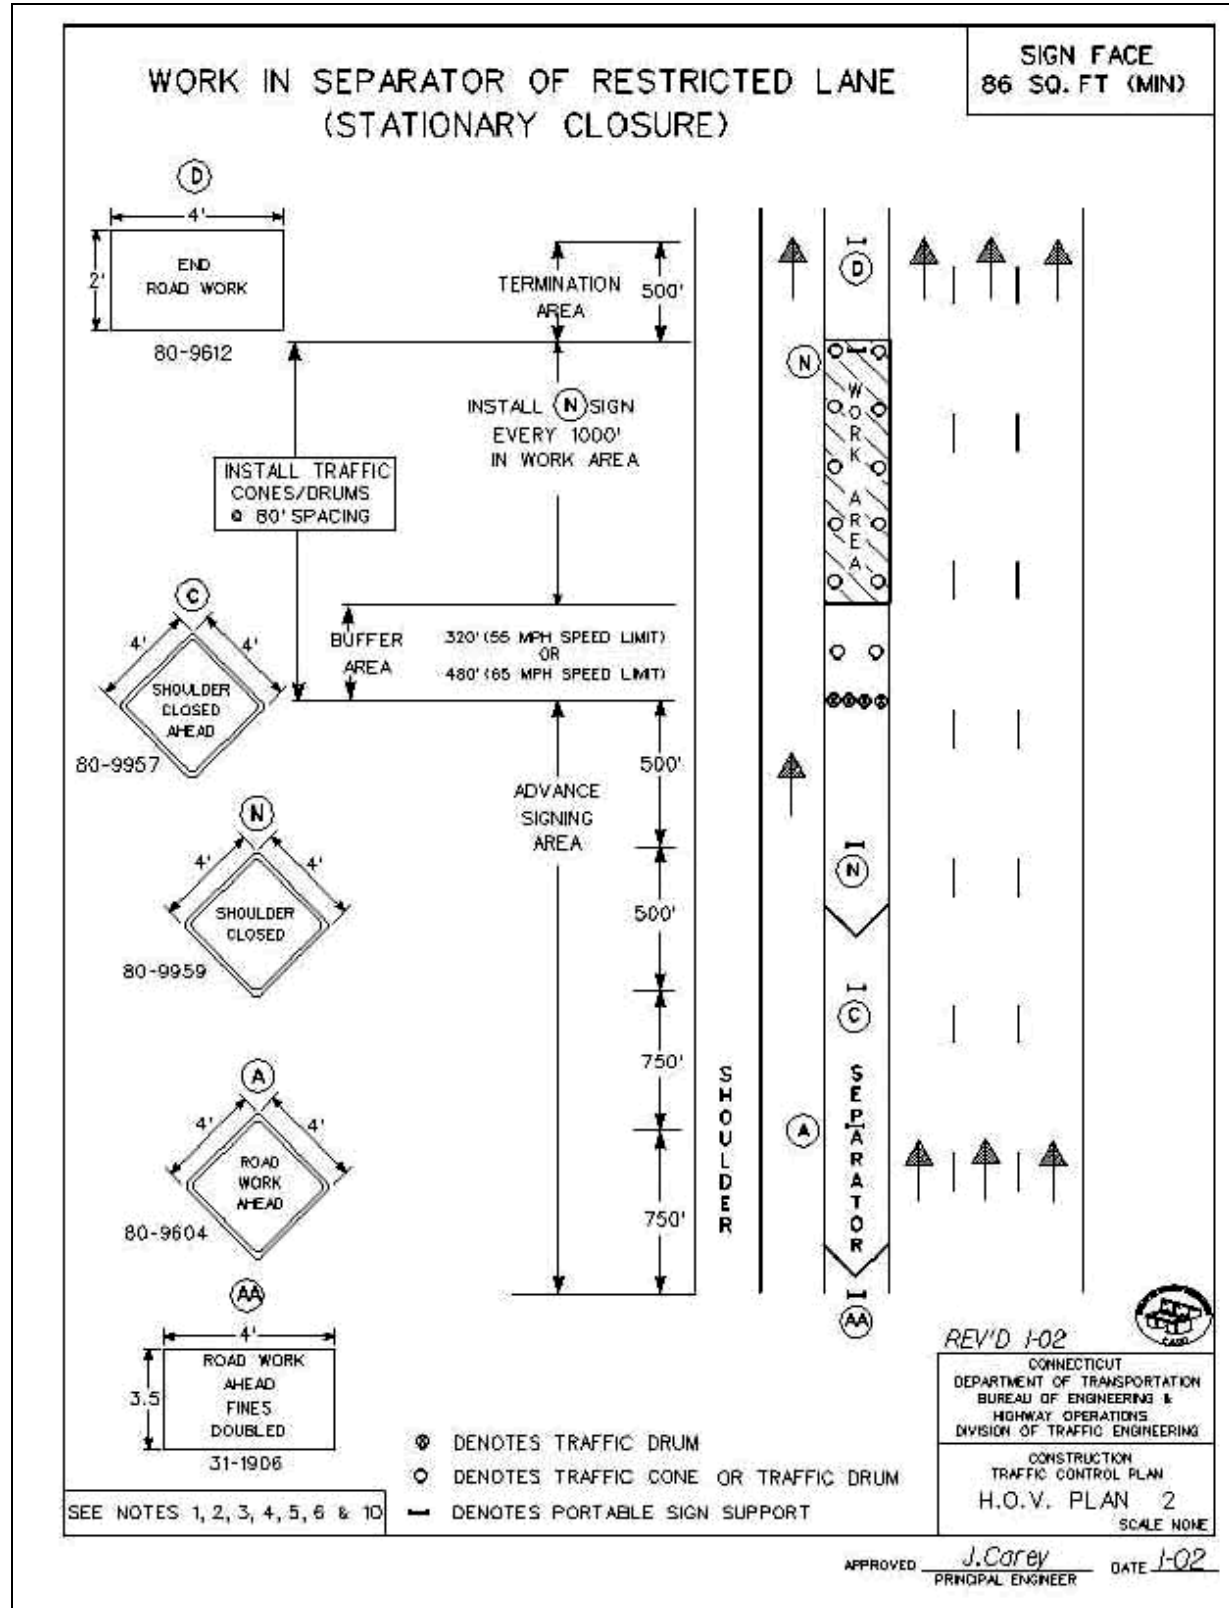 WORK IN SEPARATOR OF RESTRICTED LANE
(STATIONARY CLOSURE)
SIGN FACE
86 SQ. FT (MIN)
D
4'
2'
END
ROAD WORK
80-9612
TERMINATION
AREA
500'
INSTALL N SIGN
EVERY 1000'
IN WORK AREA
INSTALL TRAFFIC
CONES/DRUMS
@ 80' SPACING
C
4'
4'
SHOULDER
CLOSED
AHEAD
80-9957
BUFFER
AREA
320' (55 MPH SPEED LIMIT)
OR
480' (65 MPH SPEED LIMIT)
N
4'
4'
SHOULDER
CLOSED
80-9959
ADVANCE
SIGNING
AREA
500'
500'
750'
750'
A
4'
4'
ROAD
WORK
AHEAD
80-9604
AA
4'
3.5
ROAD WORK
AHEAD
FINES
DOUBLED
31-1906
D
N
WORK AREA
N
C
SHOULDER
SEPARATOR
A
AA
DENOTES TRAFFIC DRUM
DENOTES TRAFFIC CONE OR TRAFFIC DRUM
DENOTES PORTABLE SIGN SUPPORT
SEE NOTES 1, 2, 3, 4, 5, 6 & 10
REV'D 1-02
CONNECTICUT
DEPARTMENT OF TRANSPORTATION
BUREAU OF ENGINEERING &
HIGHWAY OPERATIONS
DIVISION OF TRAFFIC ENGINEERING
CONSTRUCTION
TRAFFIC CONTROL PLAN
H.O.V. PLAN 2
SCALE NONE
APPROVED J. Carey DATE 1-02
PRINCIPAL ENGINEER